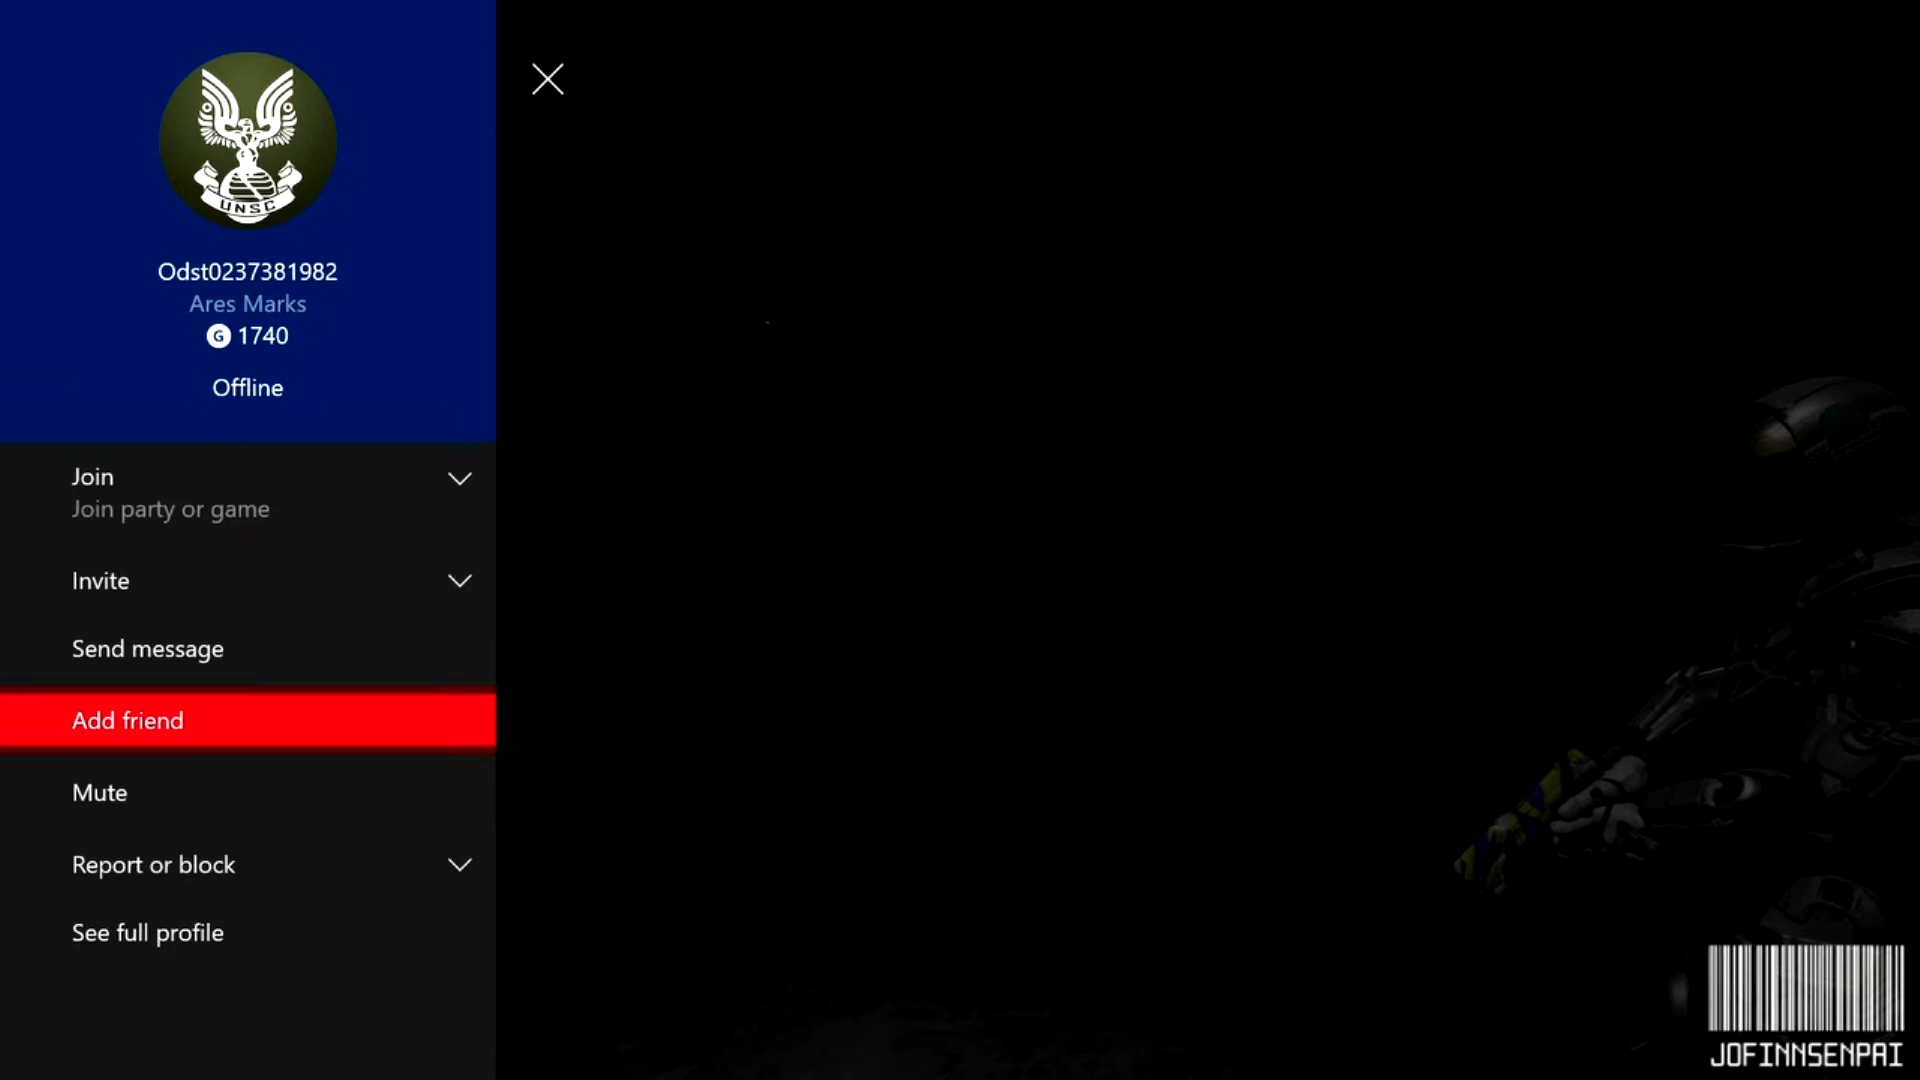 UNSC
Odst0237381982
Ares Marks
G 1740
Offline
Join
Join party or game
Invite
Send message
Add friend
Mute
Report or block
See full profile
JOFINNSENPAI